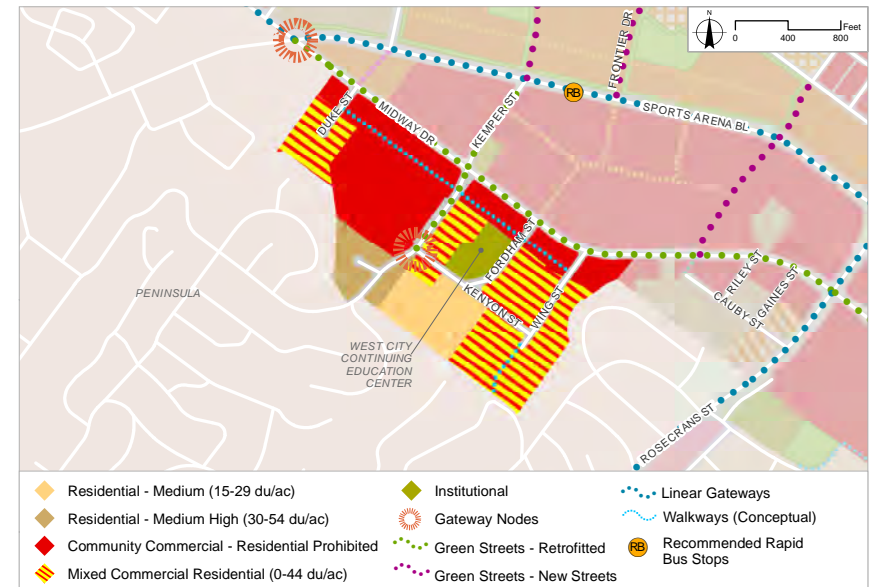 N
0 400 800
Feet
FRONTIER DR
RB
DUKE ST
MIDWAY DR
KEMPER ST
SPORTS ARENA BL
PENINSULA
FORDHAM ST
KENYON ST
WING ST
RILEY ST
CAUBY ST
GAINES ST
WEST CITY
CONTINUING
EDUCATION
CENTER
ROSECRANS ST
Residential - Medium (15-29 du/ac)
Residential - Medium High (30-54 du/ac)
Community Commercial - Residential Prohibited
Mixed Commercial Residential (0-44 du/ac)
Institutional
Gateway Nodes
Green Streets - Retrofitted
Green Streets - New Streets
Linear Gateways
Walkways (Conceptual)
RB
Recommended Rapid
Bus Stops